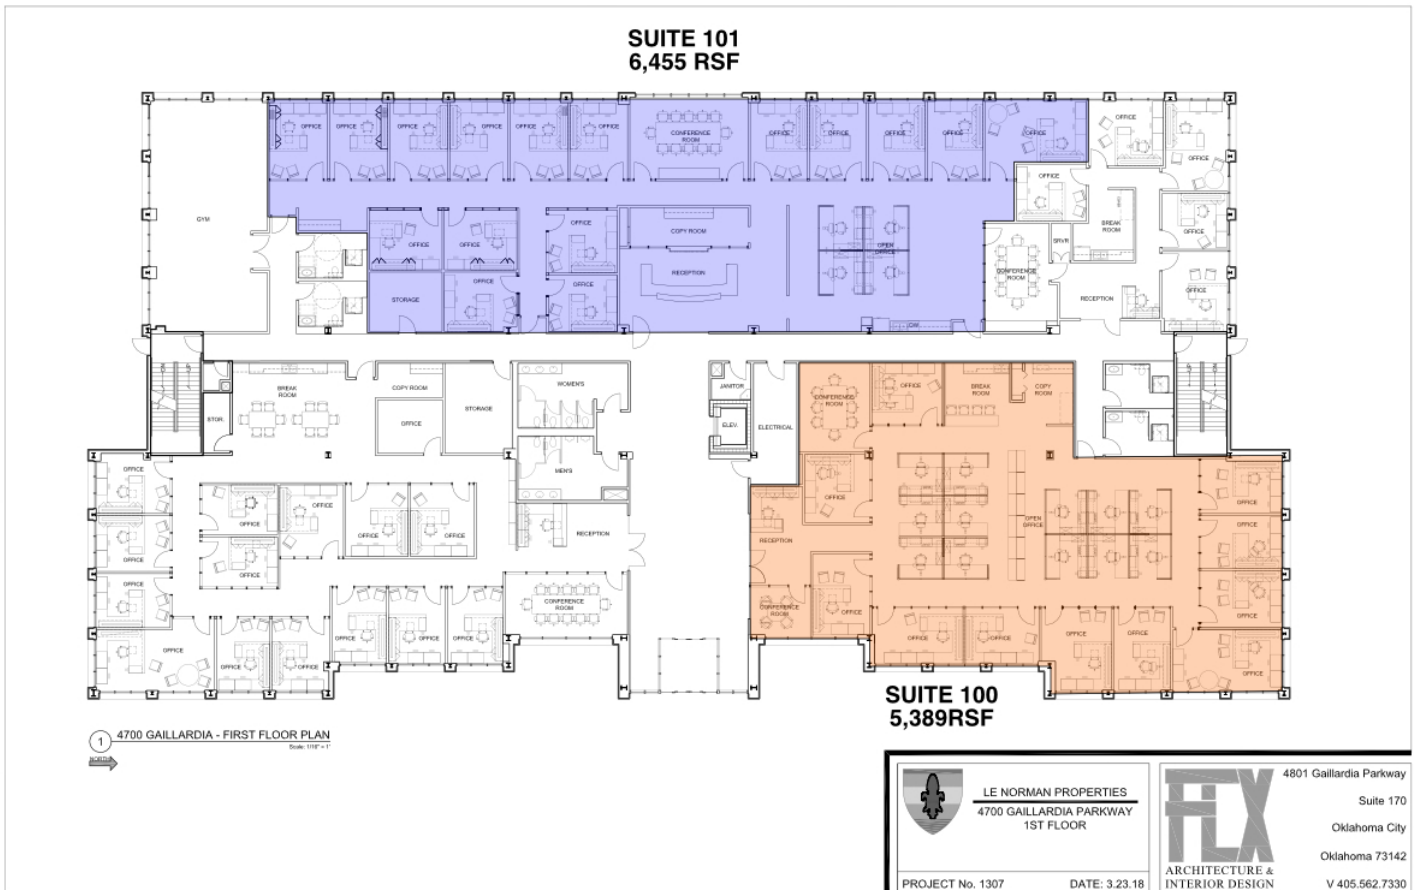 SUITE 101
6,455 RSF
OFFICE
OFFICE
OFFICE
OFFICE
OFFICE
OFFICE
CONFERENCE
ROOM
OFFICE
OFFICE
OFFICE
OFFICE
OFFICE
OFFICE
OFFICE
OFFICE
GYM
OFFICE
OFFICE
OFFICE
COPY ROOM
OPEN
OFFICE
BREAK
ROOM
OFFICE
SRVR
CONFERENCE
ROOM
STORAGE
OFFICE
OFFICE
RECEPTION
DW
RECEPTION
OFFICE
BREAK
ROOM
COPY ROOM
STOR.
OFFICE
STORAGE
WOMEN'S
MEN'S
JANITOR
ELEV.
ELECTRICAL
CONFERENCE
ROOM
OFFICE
BREAK
ROOM
COPY
ROOM
OFFICE
OFFICE
OFFICE
OFFICE
OFFICE
OFFICE
OFFICE
OFFICE
OFFICE
RECEPTION
CONFERENCE
ROOM
OFFICE
OFFICE
OFFICE
OFFICE
OFFICE
OFFICE
OFFICE
RECEPTION
OPEN
OFFICE
OFFICE
OFFICE
OFFICE
CONFERENCE
ROOM
OFFICE
OFFICE
OFFICE
OFFICE
OFFICE
OFFICE
SUITE 100
5,389RSF
1
4700 GAILLARDIA - FIRST FLOOR PLAN
Scale: 1/16" = 1'
NORTH
LE NORMAN PROPERTIES
4700 GAILLARDIA PARKWAY
1ST FLOOR
PROJECT No. 1307
DATE: 3.23.18
FLX
ARCHITECTURE &
INTERIOR DESIGN
4801 Gaillardia Parkway
Suite 170
Oklahoma City
Oklahoma 73142
V 405.562.7330